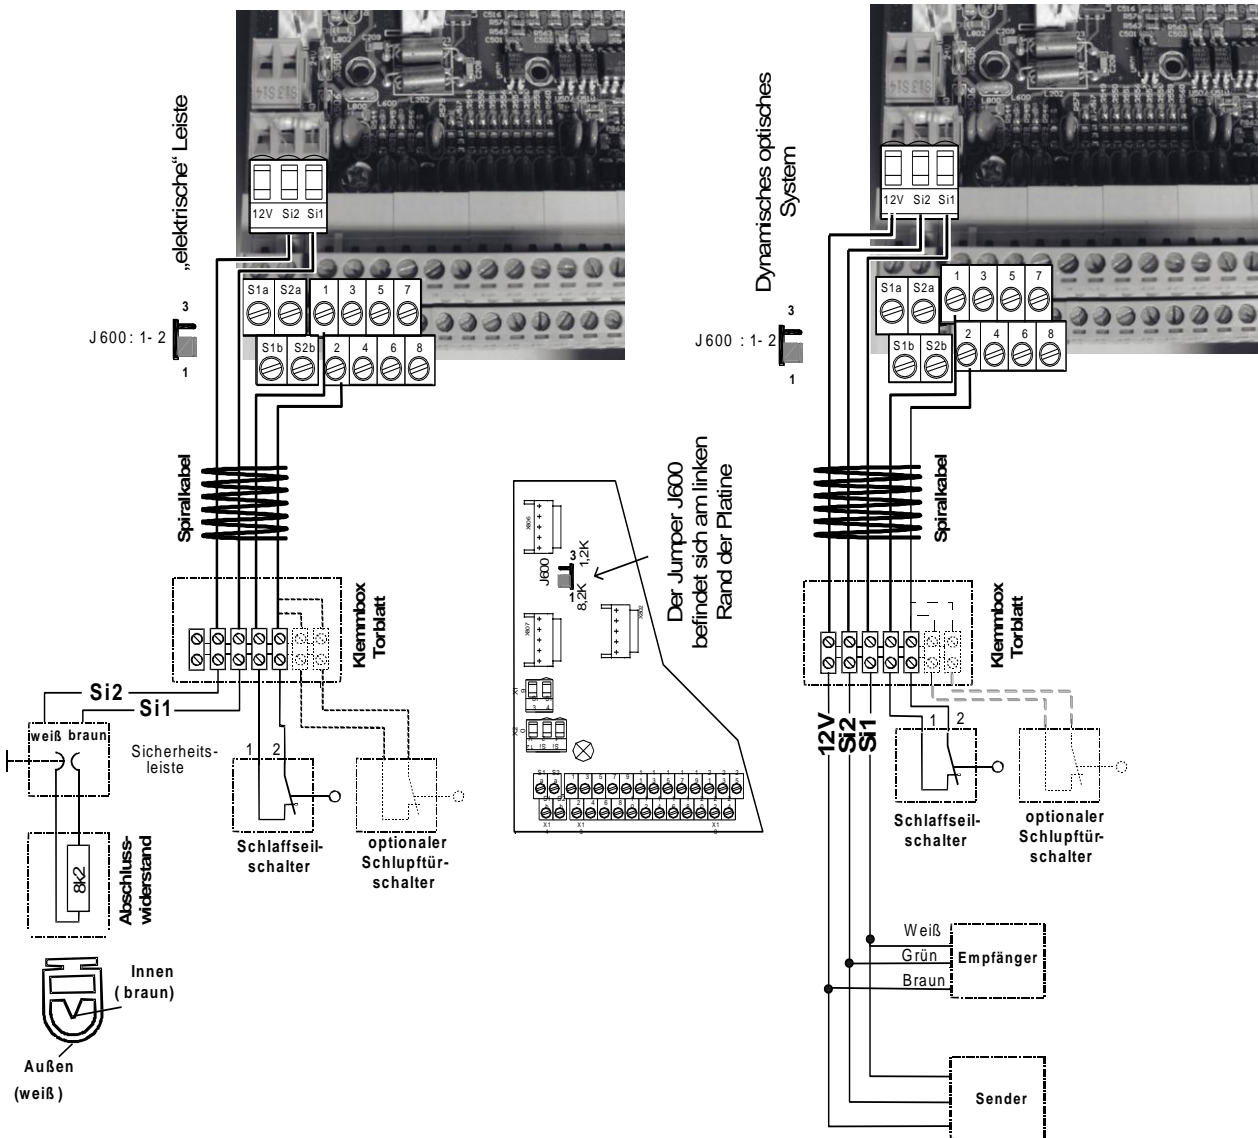 „elektrische“ Leiste
12V Si2 Si1
S1a S2a 1 3 5 7
S1b S2b 2 4 6 8
3
J600: 1-2
1
Spiralkabel
Klemmbox
Torblatt
Si2
Si1
weiß braun
Sicherheits-
leiste
1 2
Schlaffseil-
schalter
optionaler
Schlupftür-
schalter
8k2
Abschluss-
widerstand
Innen
(braun)
Außen
(weiß)
X806
J600
3
1,2K
1
8,2K
X807
X802
Der Jumper J600
befindet sich am linken
Rand der Platine
Dynamisches optisches
System
12V Si2 Si1
S1a S2a 1 3 5 7
S1b S2b 2 4 6 8
3
J600 : 1-2
1
Spiralkabel
Klemmbox
Torblatt
12V
Si2
Si1
1 2
Schlaffseil-
schalter
optionaler
Schlupftür-
schalter
Weiß
Grün
Braun
Empfänger
Sender